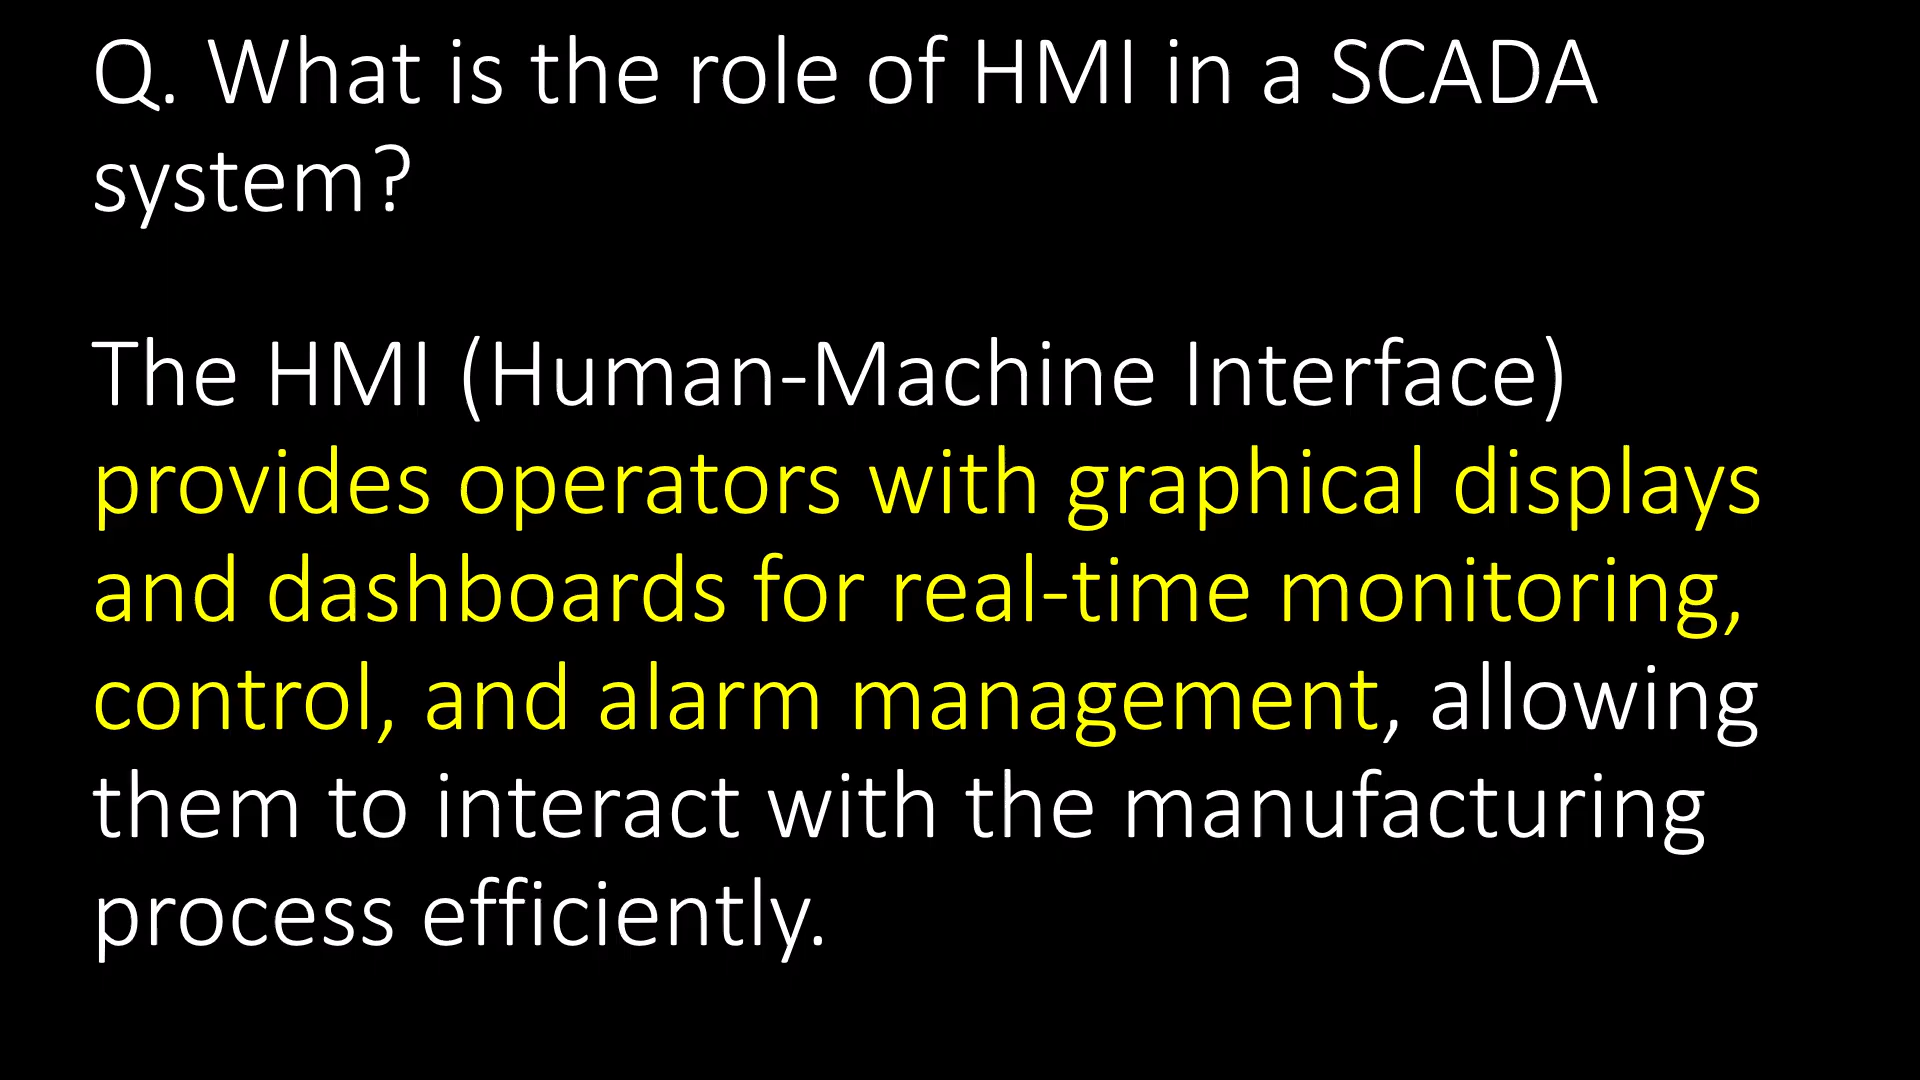 Q. What is the role of HMI in a SCADA
system?
The HMI (Human-Machine Interface)
provides operators with graphical displays
and dashboards for real-time monitoring,
control, and alarm management, allowing
them to interact with the manufacturing
process efficiently.